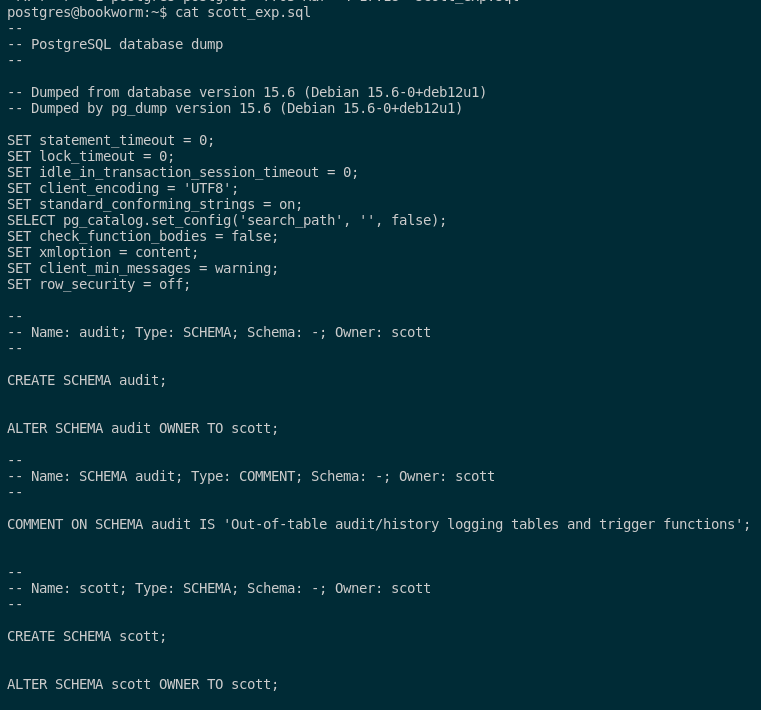 postgres@bookworm:~$ cat scott_exp.sql
--
-- PostgreSQL database dump
--
-- Dumped from database version 15.6 (Debian 15.6-0+deb12u1)
-- Dumped by pg_dump version 15.6 (Debian 15.6-0+deb12u1)
SET statement_timeout = 0;
SET lock_timeout = 0;
SET idle_in_transaction_session_timeout = 0;
SET client_encoding = 'UTF8';
SET standard_conforming_strings = on;
SELECT pg_catalog.set_config('search_path', '', false);
SET check_function_bodies = false;
SET xmloption = content;
SET client_min_messages = warning;
SET row_security = off;
--
-- Name: audit; Type: SCHEMA; Schema: -; Owner: scott
--
CREATE SCHEMA audit;
ALTER SCHEMA audit OWNER TO scott;
--
-- Name: SCHEMA audit; Type: COMMENT; Schema: -; Owner: scott
--
COMMENT ON SCHEMA audit IS 'Out-of-table audit/history logging tables and trigger functions';
--
-- Name: scott; Type: SCHEMA; Schema: -; Owner: scott
--
CREATE SCHEMA scott;
ALTER SCHEMA scott OWNER TO scott;